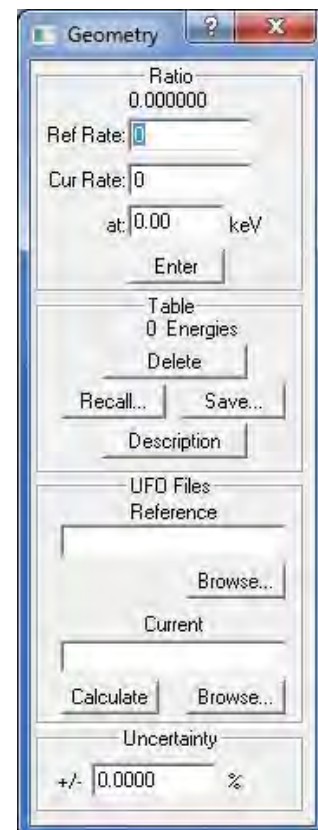 Geometry ? X
Ratio
0.000000
Ref Rate: 0
Cur Rate: 0
at: 0.00 keV
Enter
Table
0 Energies
Delete
Recall... Save...
Description
UFO Files
Reference
Browse...
Current
Calculate Browse...
Uncertainty
+/- 0.0000 %